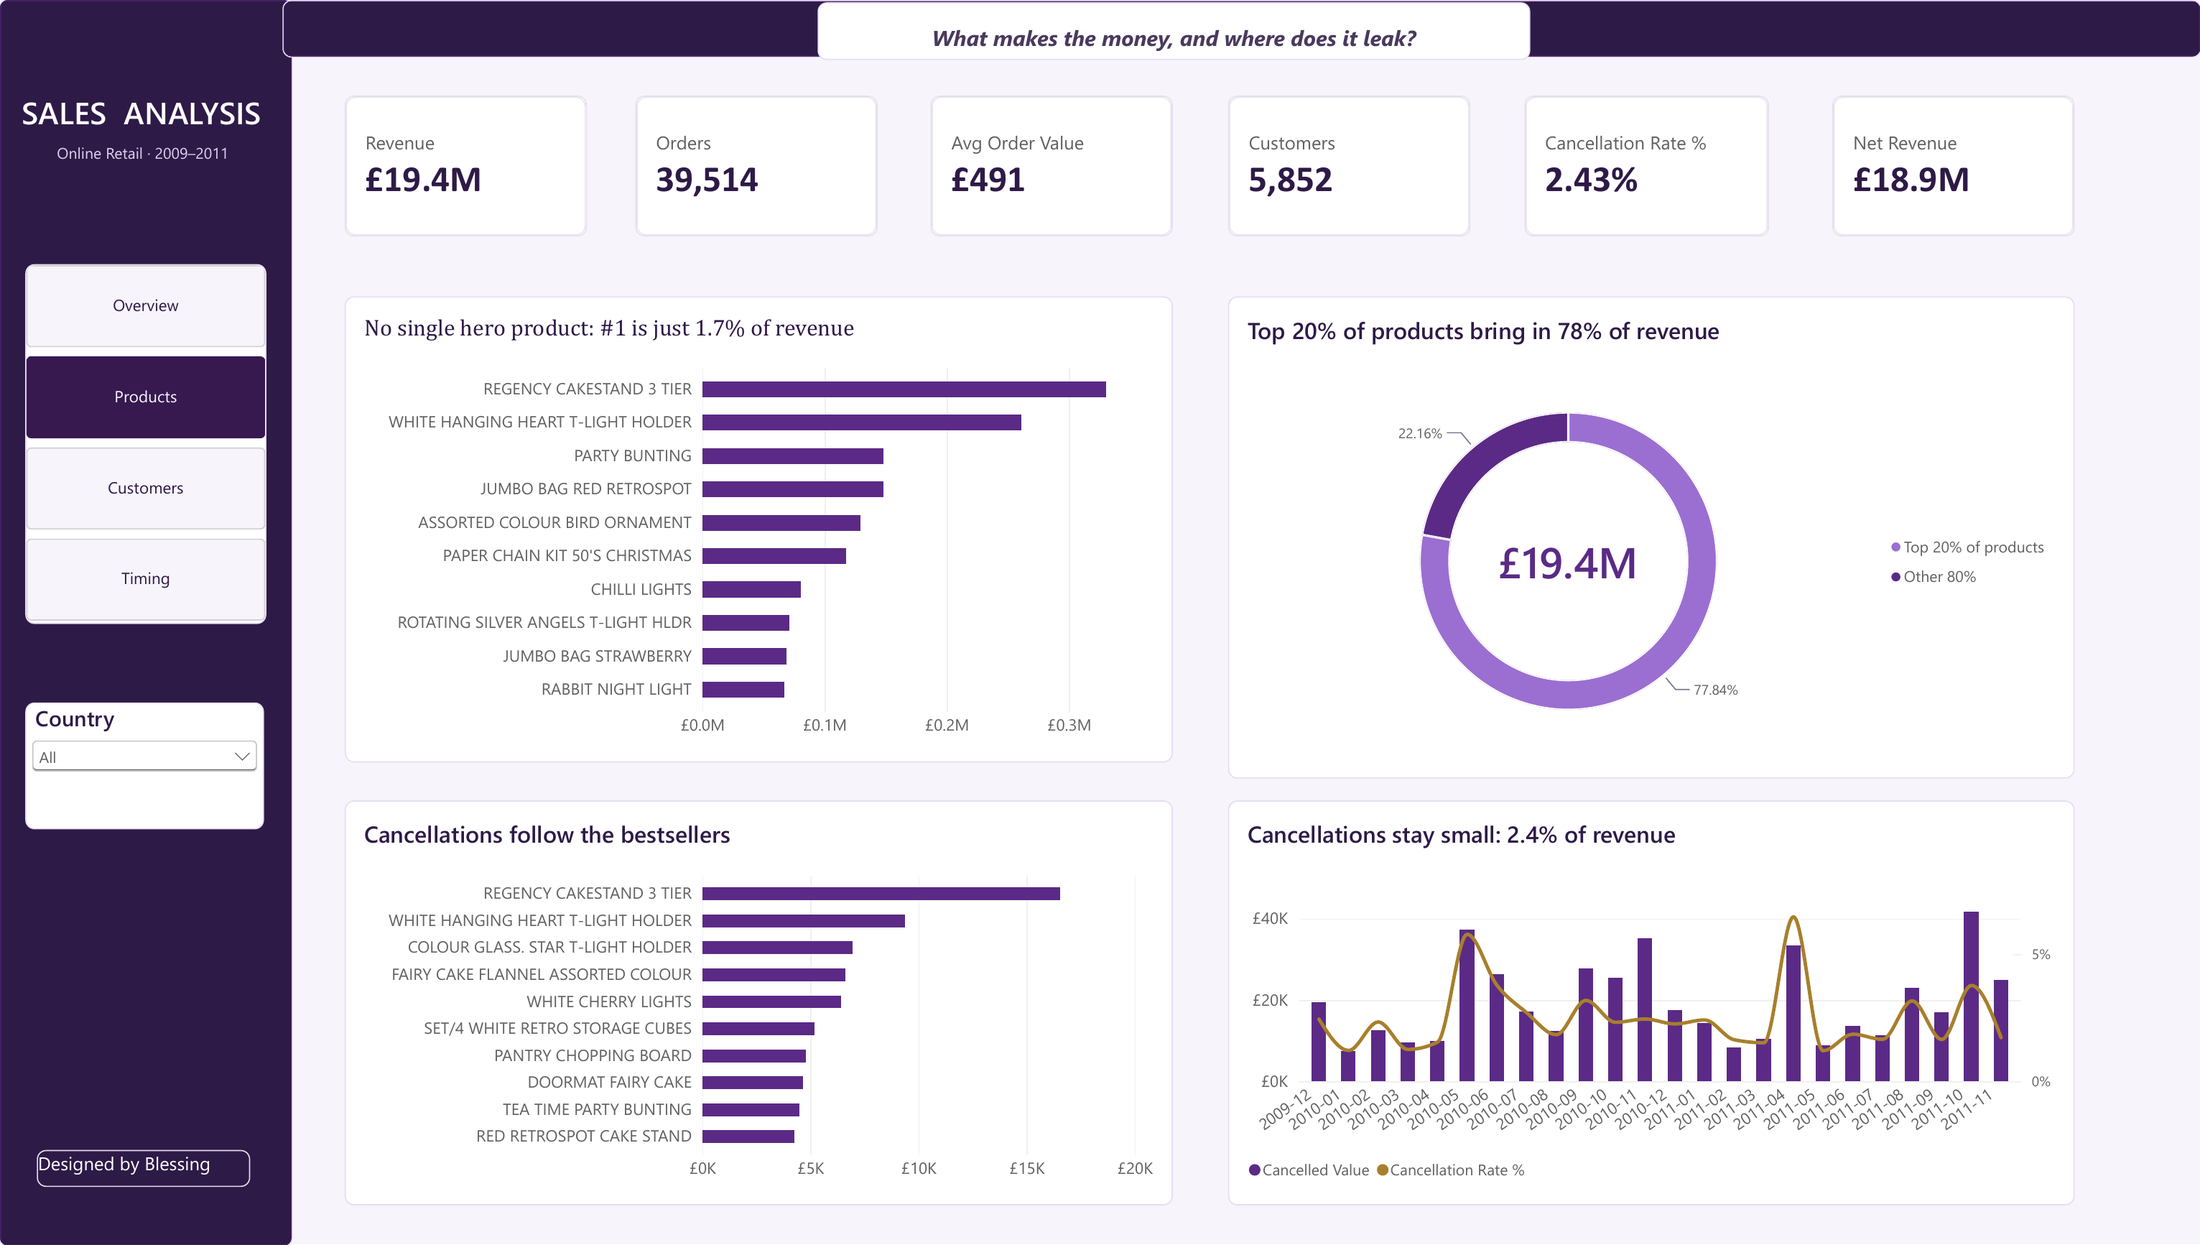 What makes the money, and where does it leak?
SALES ANALYSIS
Online Retail · 2009–2011
Overview
Products
Customers
Timing
Country
All
Designed by Blessing
Revenue
£19.4M
Orders
39,514
Avg Order Value
£491
Customers
5,852
Cancellation Rate %
2.43%
Net Revenue
£18.9M
No single hero product: #1 is just 1.7% of revenue
REGENCY CAKESTAND 3 TIER
WHITE HANGING HEART T-LIGHT HOLDER
PARTY BUNTING
JUMBO BAG RED RETROSPOT
ASSORTED COLOUR BIRD ORNAMENT
PAPER CHAIN KIT 50'S CHRISTMAS
CHILLI LIGHTS
ROTATING SILVER ANGELS T-LIGHT HLDR
JUMBO BAG STRAWBERRY
RABBIT NIGHT LIGHT
£0.0M £0.1M £0.2M £0.3M
Top 20% of products bring in 78% of revenue
22.16%
£19.4M
77.84%
Top 20% of products
Other 80%
Cancellations follow the bestsellers
REGENCY CAKESTAND 3 TIER
WHITE HANGING HEART T-LIGHT HOLDER
COLOUR GLASS. STAR T-LIGHT HOLDER
FAIRY CAKE FLANNEL ASSORTED COLOUR
WHITE CHERRY LIGHTS
SET/4 WHITE RETRO STORAGE CUBES
PANTRY CHOPPING BOARD
DOORMAT FAIRY CAKE
TEA TIME PARTY BUNTING
RED RETROSPOT CAKE STAND
£0K £5K £10K £15K £20K
Cancellations stay small: 2.4% of revenue
£40K
5%
£20K
£0K
0%
2009-12 2010-01 2010-02 2010-03 2010-04 2010-05 2010-06 2010-07 2010-08 2010-09 2010-10 2010-11 2010-12 2011-01 2011-02 2011-03 2011-04 2011-05 2011-06 2011-07 2011-08 2011-09 2011-10 2011-11
Cancelled Value Cancellation Rate %